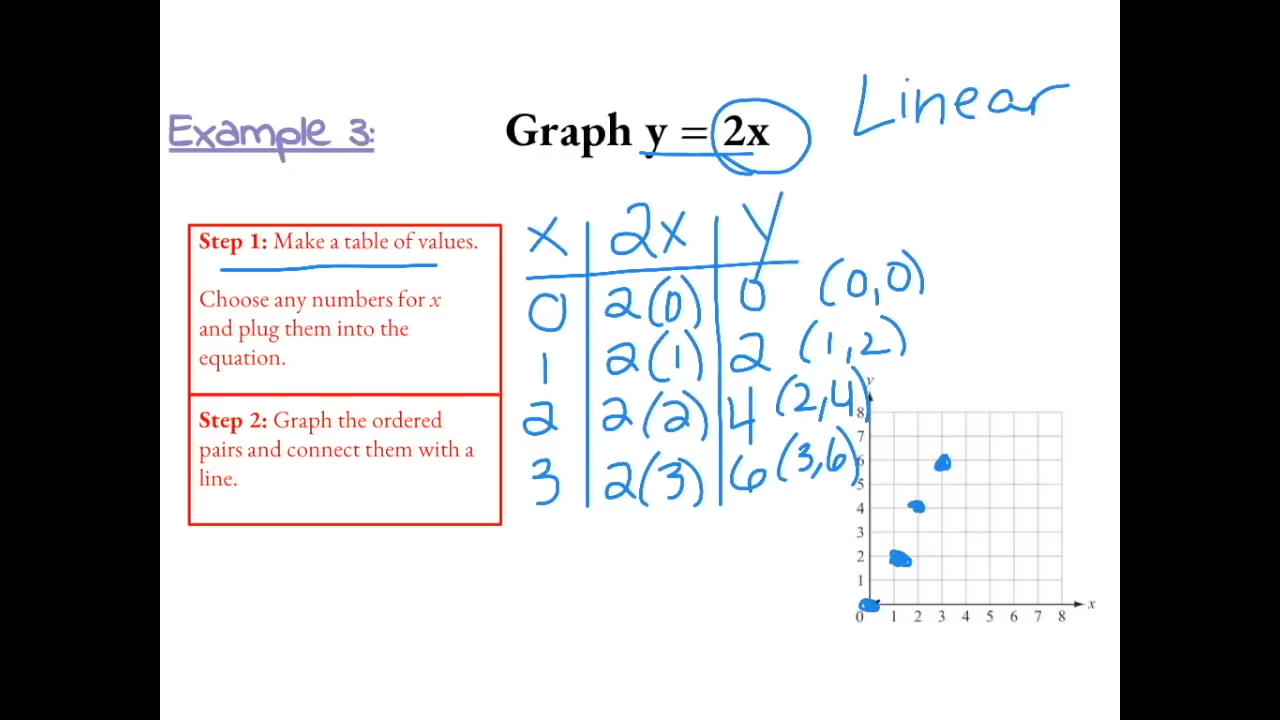 Linear
Example 3: Graph y = 2x
Step 1: Make a table of values.
Choose any numbers for x
and plug them into the
equation.
Step 2: Graph the ordered
pairs and connect them with a
line.
x 2x y
0 2(0) 0 (0,0)
1 2(1) 2 (1,2)
2 2(2) 4 (2,4)
3 2(3) 6 (3,6)
y
8
7
6
5
4
3
2
1
0 1 2 3 4 5 6 7 8 x